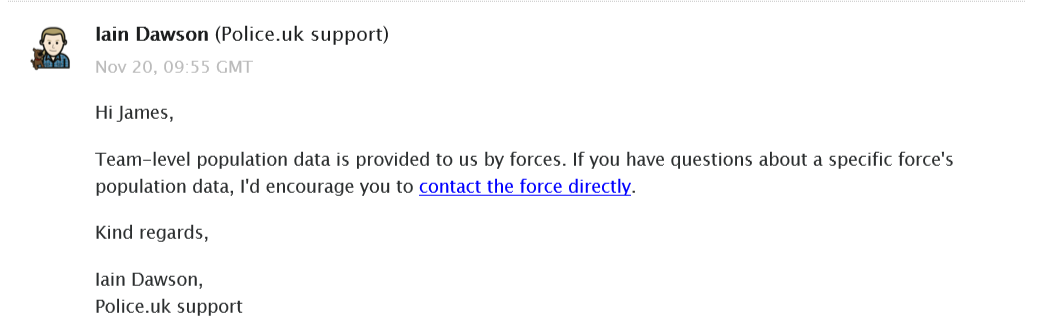 Iain Dawson (Police.uk support)
Nov 20, 09:55 GMT
Hi James,
Team-level population data is provided to us by forces. If you have questions about a specific force's
population data, I'd encourage you to contact the force directly.
Kind regards,
Iain Dawson,
Police.uk support